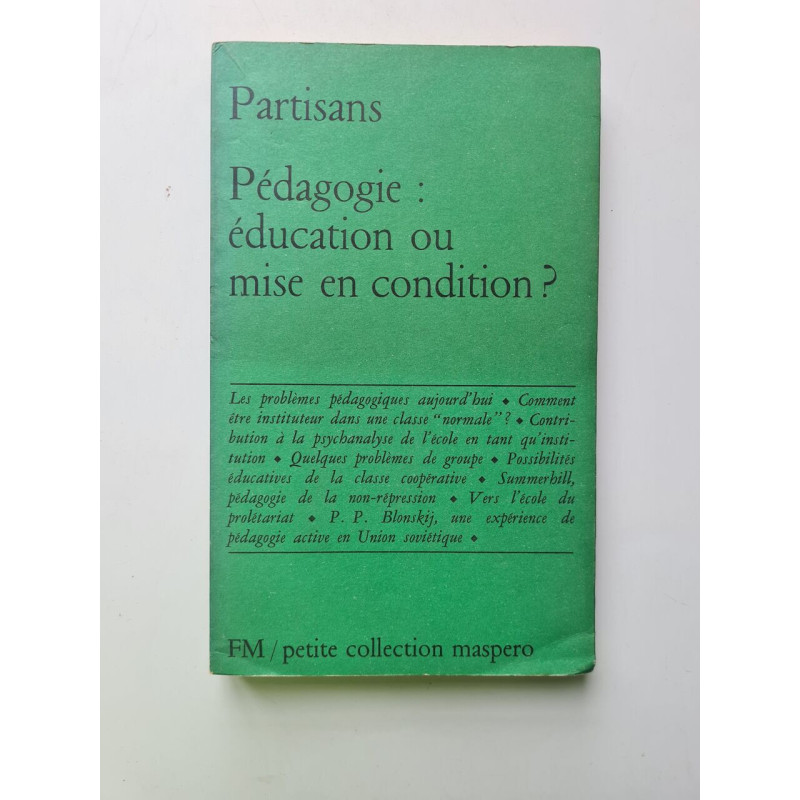 Partisans
Pédagogie :
éducation ou
mise en condition ?
Les problèmes pédagogiques aujourd'hui ◆ Comment
être instituteur dans une classe "normale" ? ◆ Contri-
bution à la psychanalyse de l'école en tant qu'insti-
tution ◆ Quelques problèmes de groupe ◆ Possibilités
éducatives de la classe coopérative ◆ Summerhill,
pédagogie de la non-répression ◆ Vers l'école du
prolétariat ◆ P. P. Blonskij, une expérience de
pédagogie active en Union soviétique ◆
FM / petite collection maspero